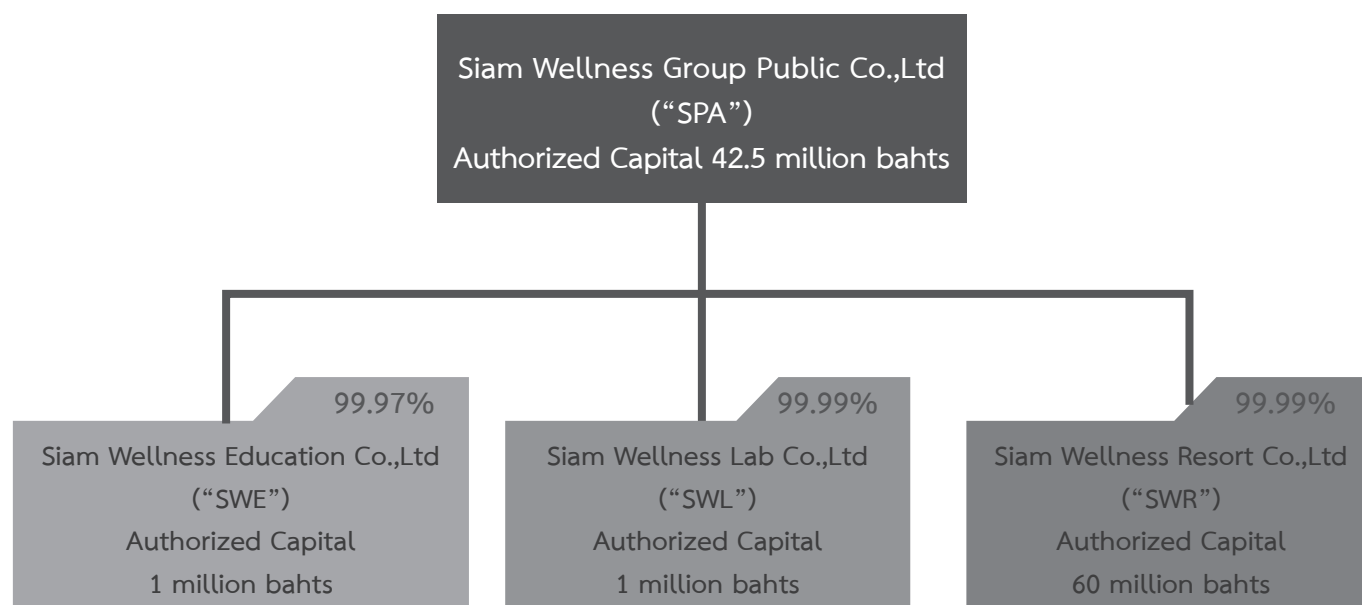 Siam Wellness Group Public Co.,Ltd
(“SPA”)
Authorized Capital 42.5 million bahts
99.97%
Siam Wellness Education Co.,Ltd
(“SWE”)
Authorized Capital
1 million bahts
99.99%
Siam Wellness Lab Co.,Ltd
(“SWL”)
Authorized Capital
1 million bahts
99.99%
Siam Wellness Resort Co.,Ltd
(“SWR”)
Authorized Capital
60 million bahts